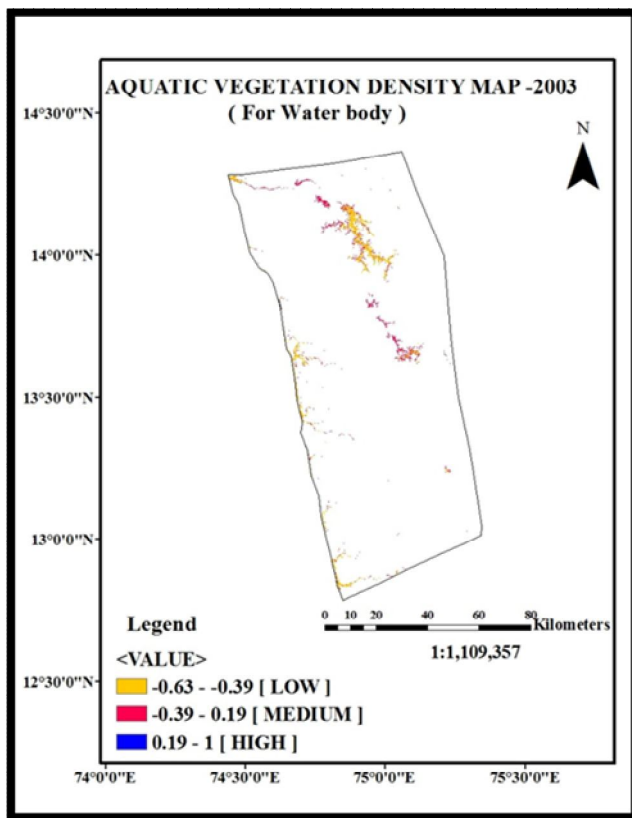 AQUATIC VEGETATION DENSITY MAP -2003
( For Water body )
14°30'0"N
N
14°0'0"N
13°30'0"N
13°0'0"N
12°30'0"N
0 5 10 20 40 60 80
Kilometers
1:1,109,357
Legend
<VALUE>
-0.63 - -0.39 [ LOW ]
-0.39 - 0.19 [ MEDIUM ]
0.19 - 1 [ HIGH ]
74°0'0"E 74°30'0"E 75°0'0"E 75°30'0"E